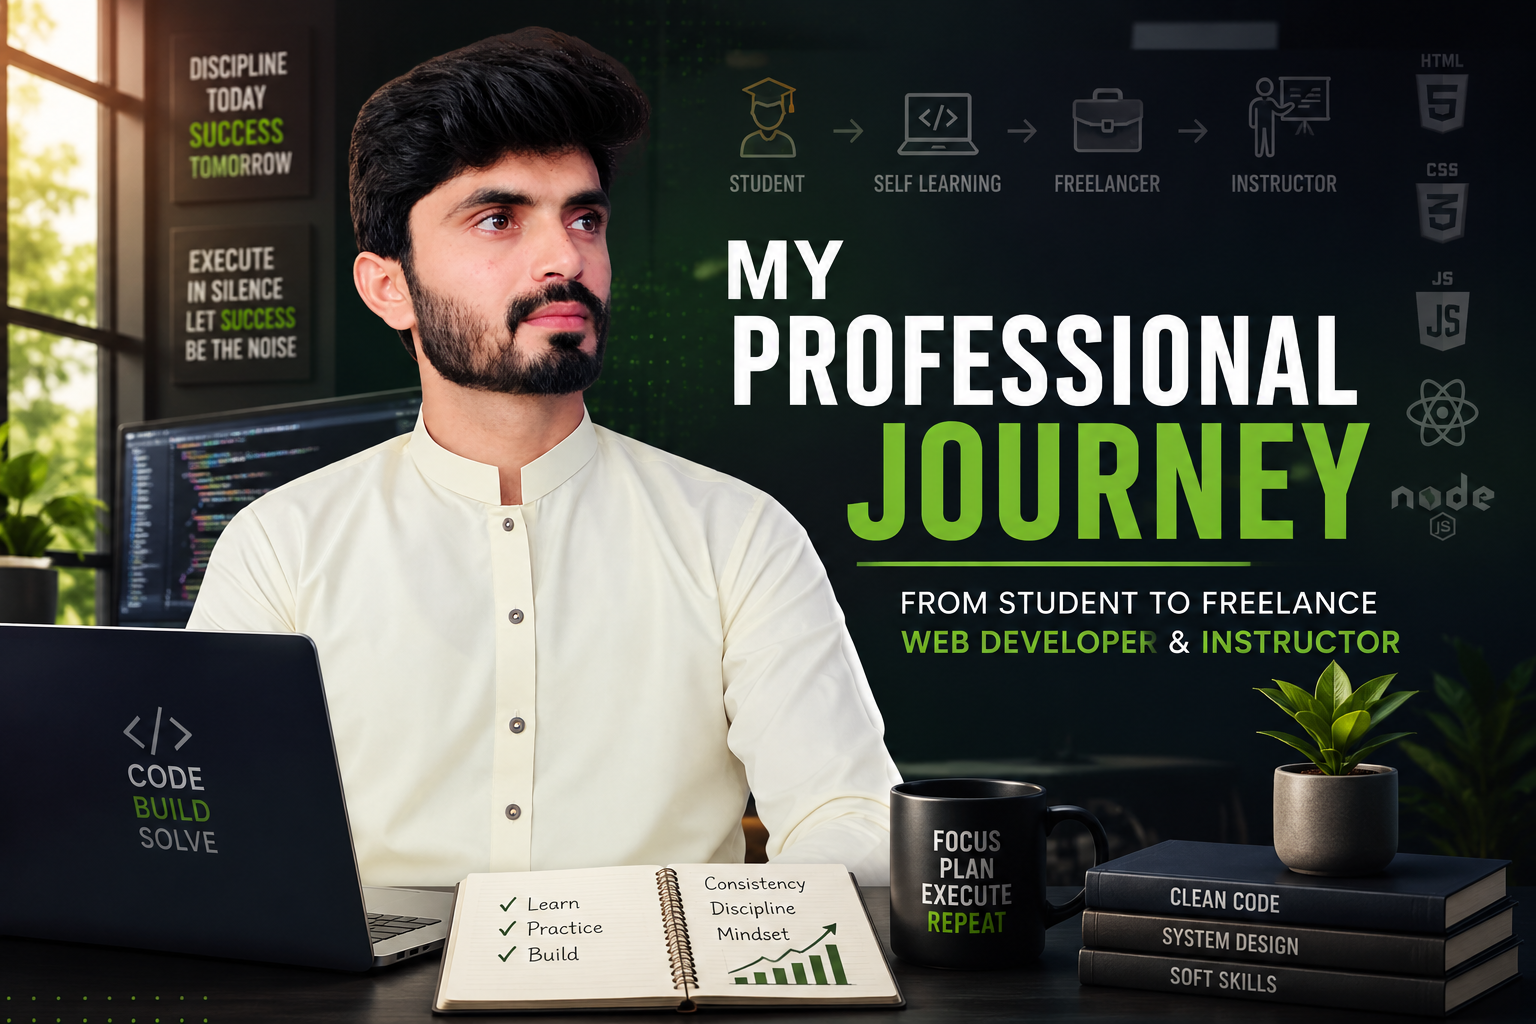 DISCIPLINE
TODAY
SUCCESS
TOMORROW
EXECUTE
IN SILENCE
LET SUCCESS
BE THE NOISE
STUDENT
SELF LEARNING
FREELANCER
INSTRUCTOR
MY
PROFESSIONAL
JOURNEY
FROM STUDENT TO FREELANCE
WEB DEVELOPER & INSTRUCTOR
HTML
5
CSS
3
JS
JS
node
JS
</>
</>
CODE
BUILD
SOLVE
✓ Learn
✓ Practice
✓ Build
Consistency
Discipline
Mindset
FOCUS
PLAN
EXECUTE
REPEAT
CLEAN CODE
SYSTEM DESIGN
SOFT SKILLS